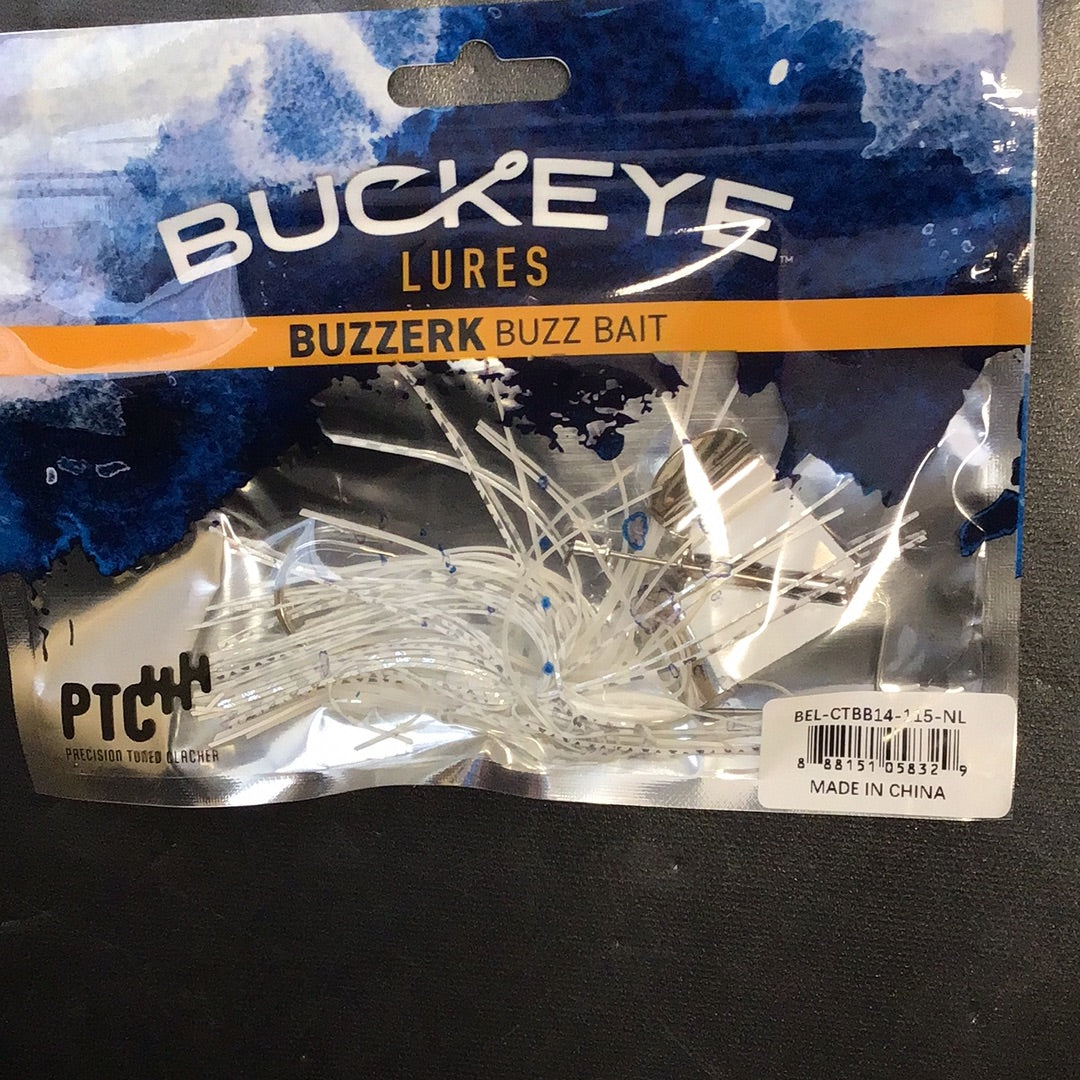 BUCKEYE™
LURES
BUZZERK BUZZ BAIT
PTC
PRECISION TUNED CLACKER
BEL-CTBB14-115-NL
8 88151 05832 9
MADE IN CHINA